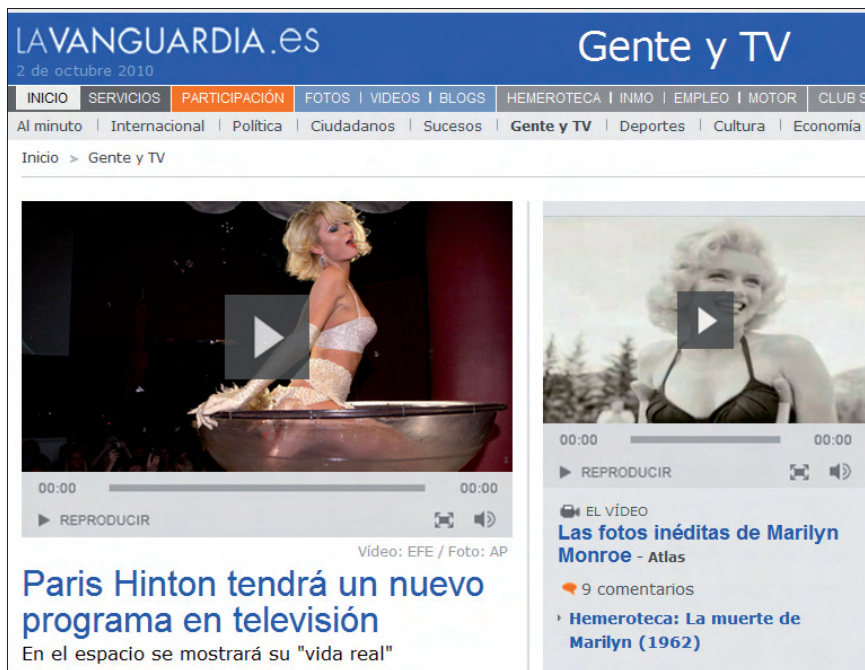 LAVANGUARDIA.es
Gente y TV
2 de octubre 2010
INICIO SERVICIOS PARTICIPACIÓN FOTOS | VIDEOS | BLOGS HEMEROTECA | INMO | EMPLEO | MOTOR CLUB S
Al minuto | Internacional | Política | Ciudadanos | Sucesos | Gente y TV | Deportes | Cultura | Economía
Inicio > Gente y TV
00:00 00:00
REPRODUCIR
Vídeo: EFE / Foto: AP
Paris Hinton tendrá un nuevo
programa en televisión
En el espacio se mostrará su "vida real"
00:00 00:00
REPRODUCIR
EL VÍDEO
Las fotos inéditas de Marilyn
Monroe - Atlas
9 comentarios
Hemeroteca: La muerte de
Marilyn (1962)